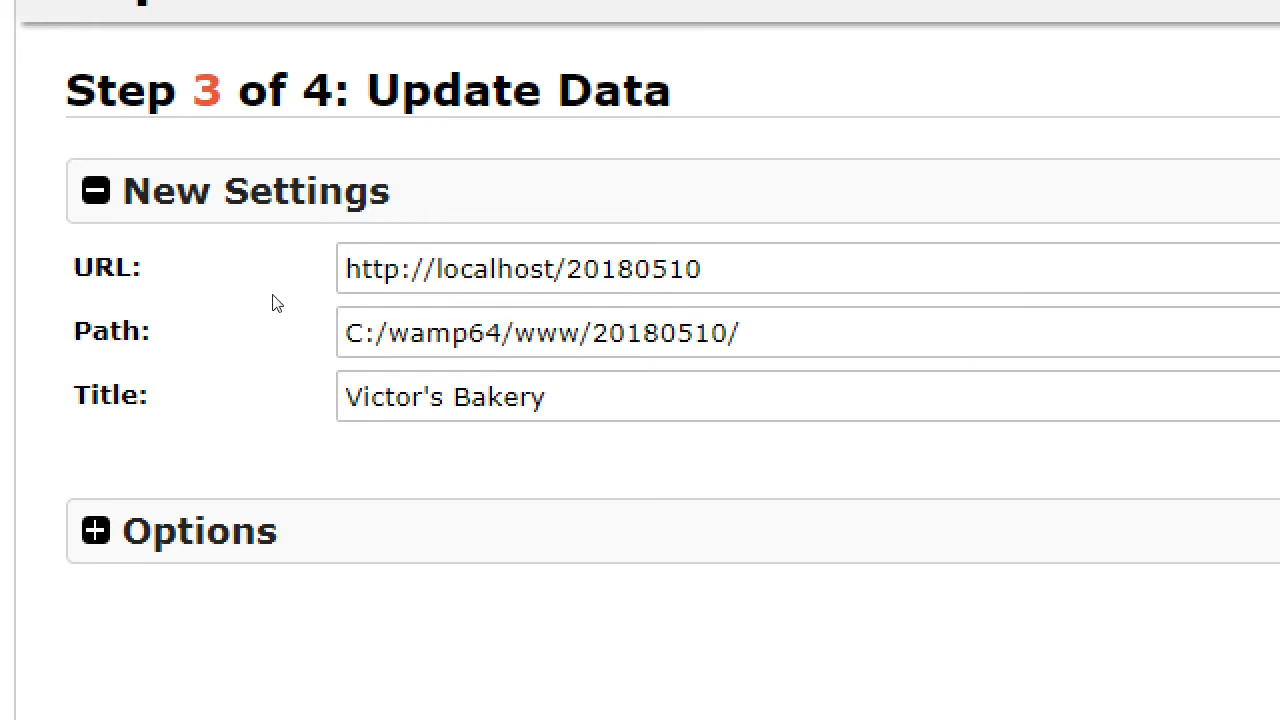 Step 3 of 4: Update Data
New Settings
URL: http://localhost/20180510
Path: C:/wamp64/www/20180510/
Title: Victor's Bakery
Options